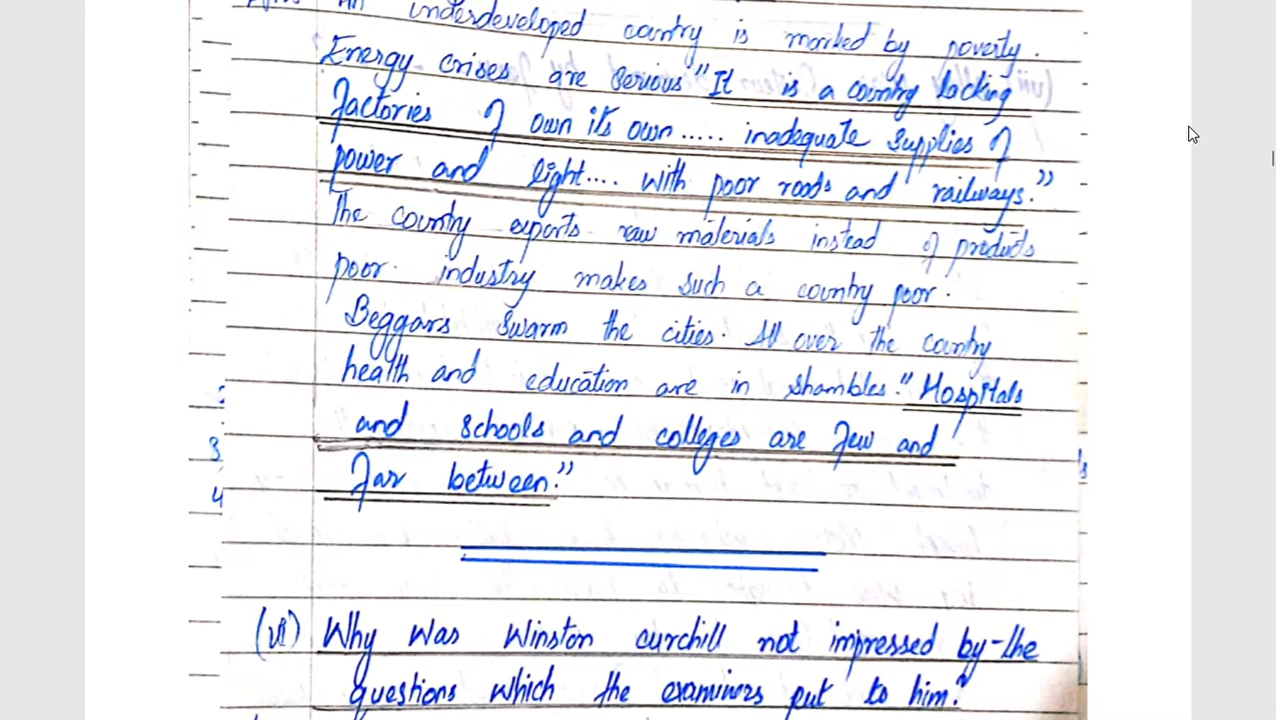 an underdeveloped country is marked by poverty.
Energy crises are serious "It is a country lacking
factories of own its own ..... inadequate supplies of
power and light.... with poor roads and railways."
The country exports raw materials instead of products
poor industry makes such a country poor.
Beggars swarm the cities. All over the country
health and education are in shambles. "Hospitals
and schools and colleges are few and
3
far between."
4
(vi) Why was Winston curchill not impressed by the
questions which the examiners put to him?